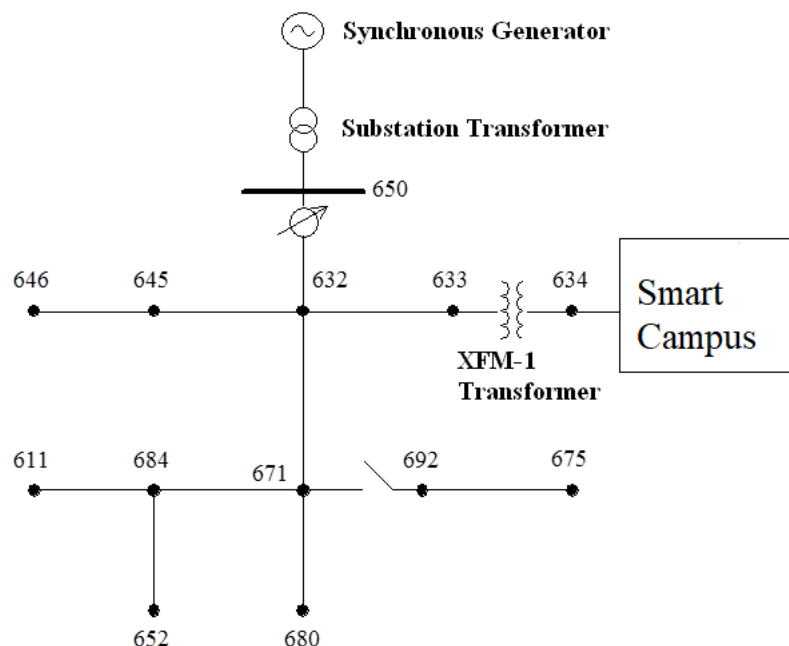 Synchronous Generator
Substation Transformer
650
646
645
632
633
634
Smart
Campus
XFM-1
Transformer
611
684
671
692
675
652
680